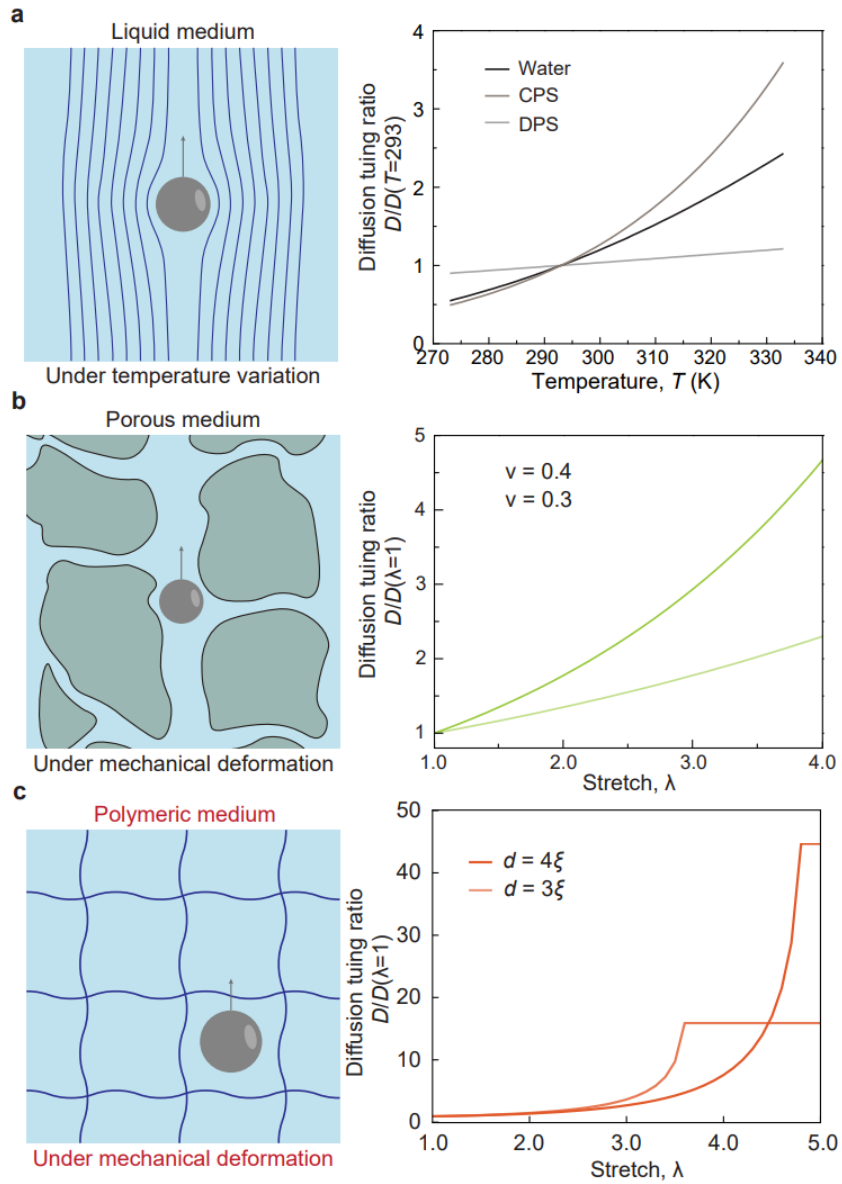 a
Liquid medium
Under temperature variation
Diffusion tuing ratio
D/D(T=293)
4
3
2
1
0
Water
CPS
DPS
270 280 290 300 310 320 330 340
Temperature, T (K)
b
Porous medium
Under mechanical deformation
Diffusion tuing ratio
D/D(λ=1)
5
4
3
2
1
v = 0.4
v = 0.3
1.0 2.0 3.0 4.0
Stretch, λ
c
Polymeric medium
Under mechanical deformation
Diffusion tuing ratio
D/D(λ=1)
50
40
30
20
10
0
d = 4ξ
d = 3ξ
1.0 2.0 3.0 4.0 5.0
Stretch, λ